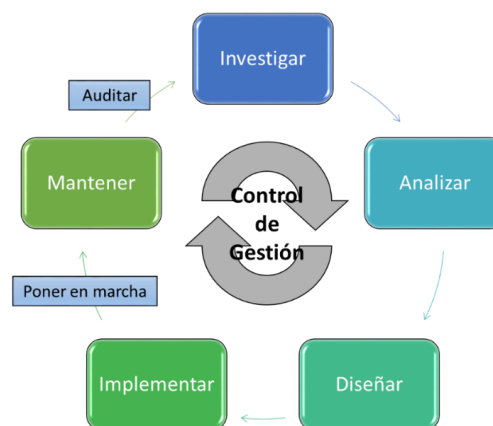 Investigar
Auditar
Mantener
Analizar
Control
de
Gestión
Poner en marcha
Implementar
Diseñar